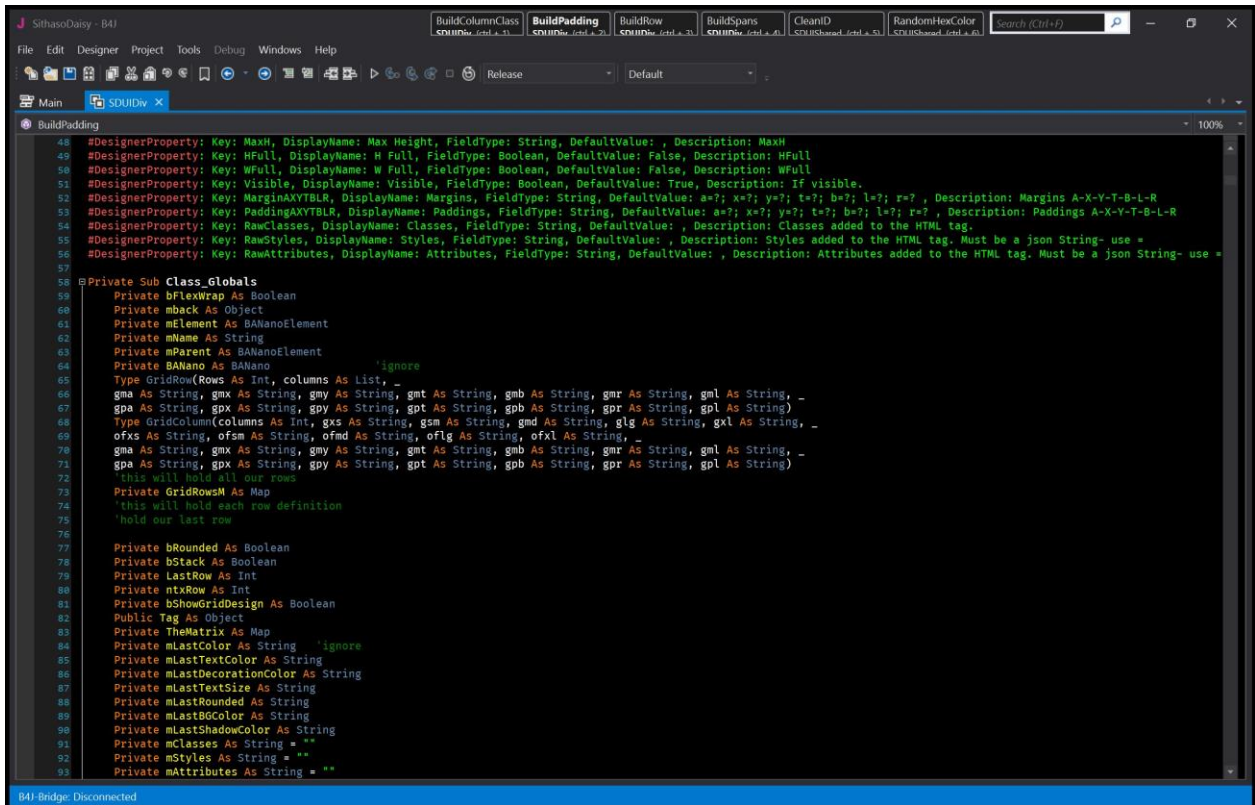 SithasoDaisy - B4J
BuildColumnClass BuildPadding BuildRow BuildSpans CleanID RandomHexColor Search (Ctrl+F)
SDUIDiv (ctrl + 1) SDUIDiv (ctrl + 2) SDUIDiv (ctrl + 3) SDUIDiv (ctrl + 4) SDUIShared (ctrl + 5) SDUIShared (ctrl + 6)
File Edit Designer Project Tools Debug Windows Help
Release Default
Main SDUIDiv
BuildPadding 100%
48 #DesignerProperty: Key: MaxH, DisplayName: Max Height, FieldType: String, DefaultValue: , Description: MaxH
49 #DesignerProperty: Key: HFull, DisplayName: H Full, FieldType: Boolean, DefaultValue: False, Description: HFull
50 #DesignerProperty: Key: WFull, DisplayName: W Full, FieldType: Boolean, DefaultValue: False, Description: WFull
51 #DesignerProperty: Key: Visible, DisplayName: Visible, FieldType: Boolean, DefaultValue: True, Description: If visible.
52 #DesignerProperty: Key: MarginAXYTBLR, DisplayName: Margins, FieldType: String, DefaultValue: a=?; x=?; y=?; t=?; b=?; l=?; r=? , Description: Margins A-X-Y-T-B-L-R
53 #DesignerProperty: Key: PaddingAXYTBLR, DisplayName: Paddings, FieldType: String, DefaultValue: a=?; x=?; y=?; t=?; b=?; l=?; r=? , Description: Paddings A-X-Y-T-B-L-R
54 #DesignerProperty: Key: RawClasses, DisplayName: Classes, FieldType: String, DefaultValue: , Description: Classes added to the HTML tag.
55 #DesignerProperty: Key: RawStyles, DisplayName: Styles, FieldType: String, DefaultValue: , Description: Styles added to the HTML tag. Must be a json String- use =
56 #DesignerProperty: Key: RawAttributes, DisplayName: Attributes, FieldType: String, DefaultValue: , Description: Attributes added to the HTML tag. Must be a json String- use =
57
58 Private Sub Class_Globals
59 Private bFlexWrap As Boolean
60 Private mback As Object
61 Private mElement As BANanoElement
62 Private mName As String
63 Private mParent As BANanoElement
64 Private BANano As BANano 'ignore
65 Type GridRow(Rows As Int, columns As List, _
66 gma As String, gmx As String, gmy As String, gmt As String, gmb As String, gmr As String, gml As String, _
67 gpa As String, gpx As String, gpy As String, gpt As String, gpb As String, gpr As String, gpl As String)
68 Type GridColumn(columns As Int, gxs As String, gsm As String, gmd As String, glg As String, gxl As String, _
69 ofxs As String, ofsm As String, ofmd As String, oflg As String, ofxl As String, _
70 gma As String, gmx As String, gmy As String, gmt As String, gmb As String, gmr As String, gml As String, _
71 gpa As String, gpx As String, gpy As String, gpt As String, gpb As String, gpr As String, gpl As String)
72 'this will hold all our rows
73 Private GridRowsM As Map
74 'this will hold each row definition
75 'hold our last row
76
77 Private bRounded As Boolean
78 Private bStack As Boolean
79 Private LastRow As Int
80 Private ntxRow As Int
81 Private bShowGridDesign As Boolean
82 Public Tag As Object
83 Private TheMatrix As Map
84 Private mLastColor As String 'ignore
85 Private mLastTextColor As String
86 Private mLastDecorationColor As String
87 Private mLastTextSize As String
88 Private mLastRounded As String
89 Private mLastBGColor As String
90 Private mLastShadowColor As String
91 Private mClasses As String = ""
92 Private mStyles As String = ""
93 Private mAttributes As String = ""
B4J-Bridge: Disconnected